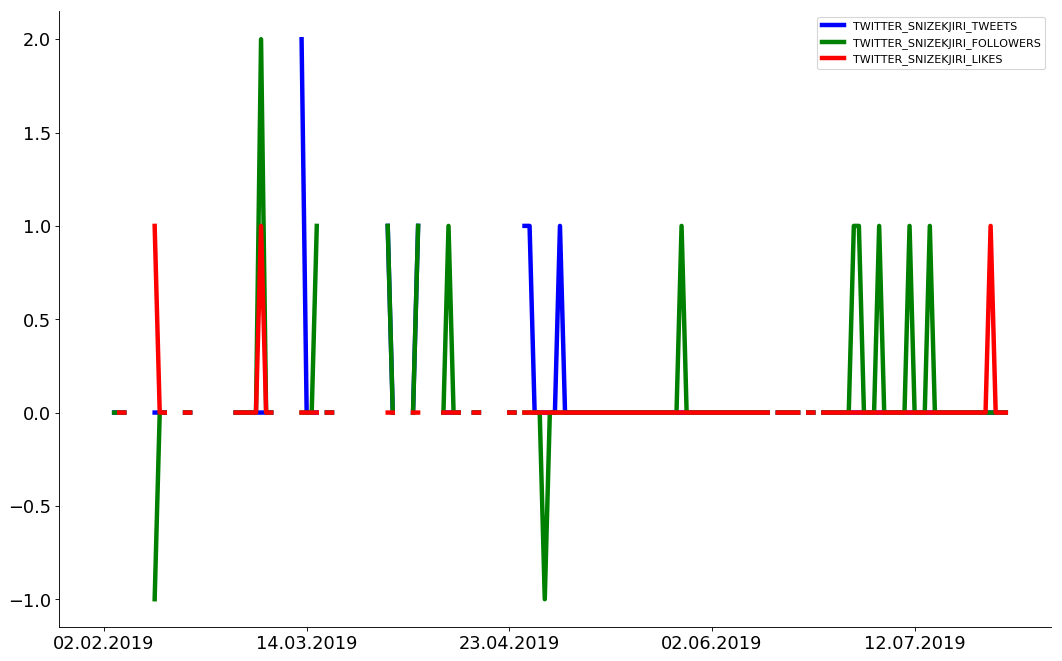 TWITTER_SNIZEKJIRI_TWEETS
TWITTER_SNIZEKJIRI_FOLLOWERS
TWITTER_SNIZEKJIRI_LIKES
2.0
1.5
1.0
0.5
0.0
−0.5
−1.0
02.02.2019 14.03.2019 23.04.2019 02.06.2019 12.07.2019